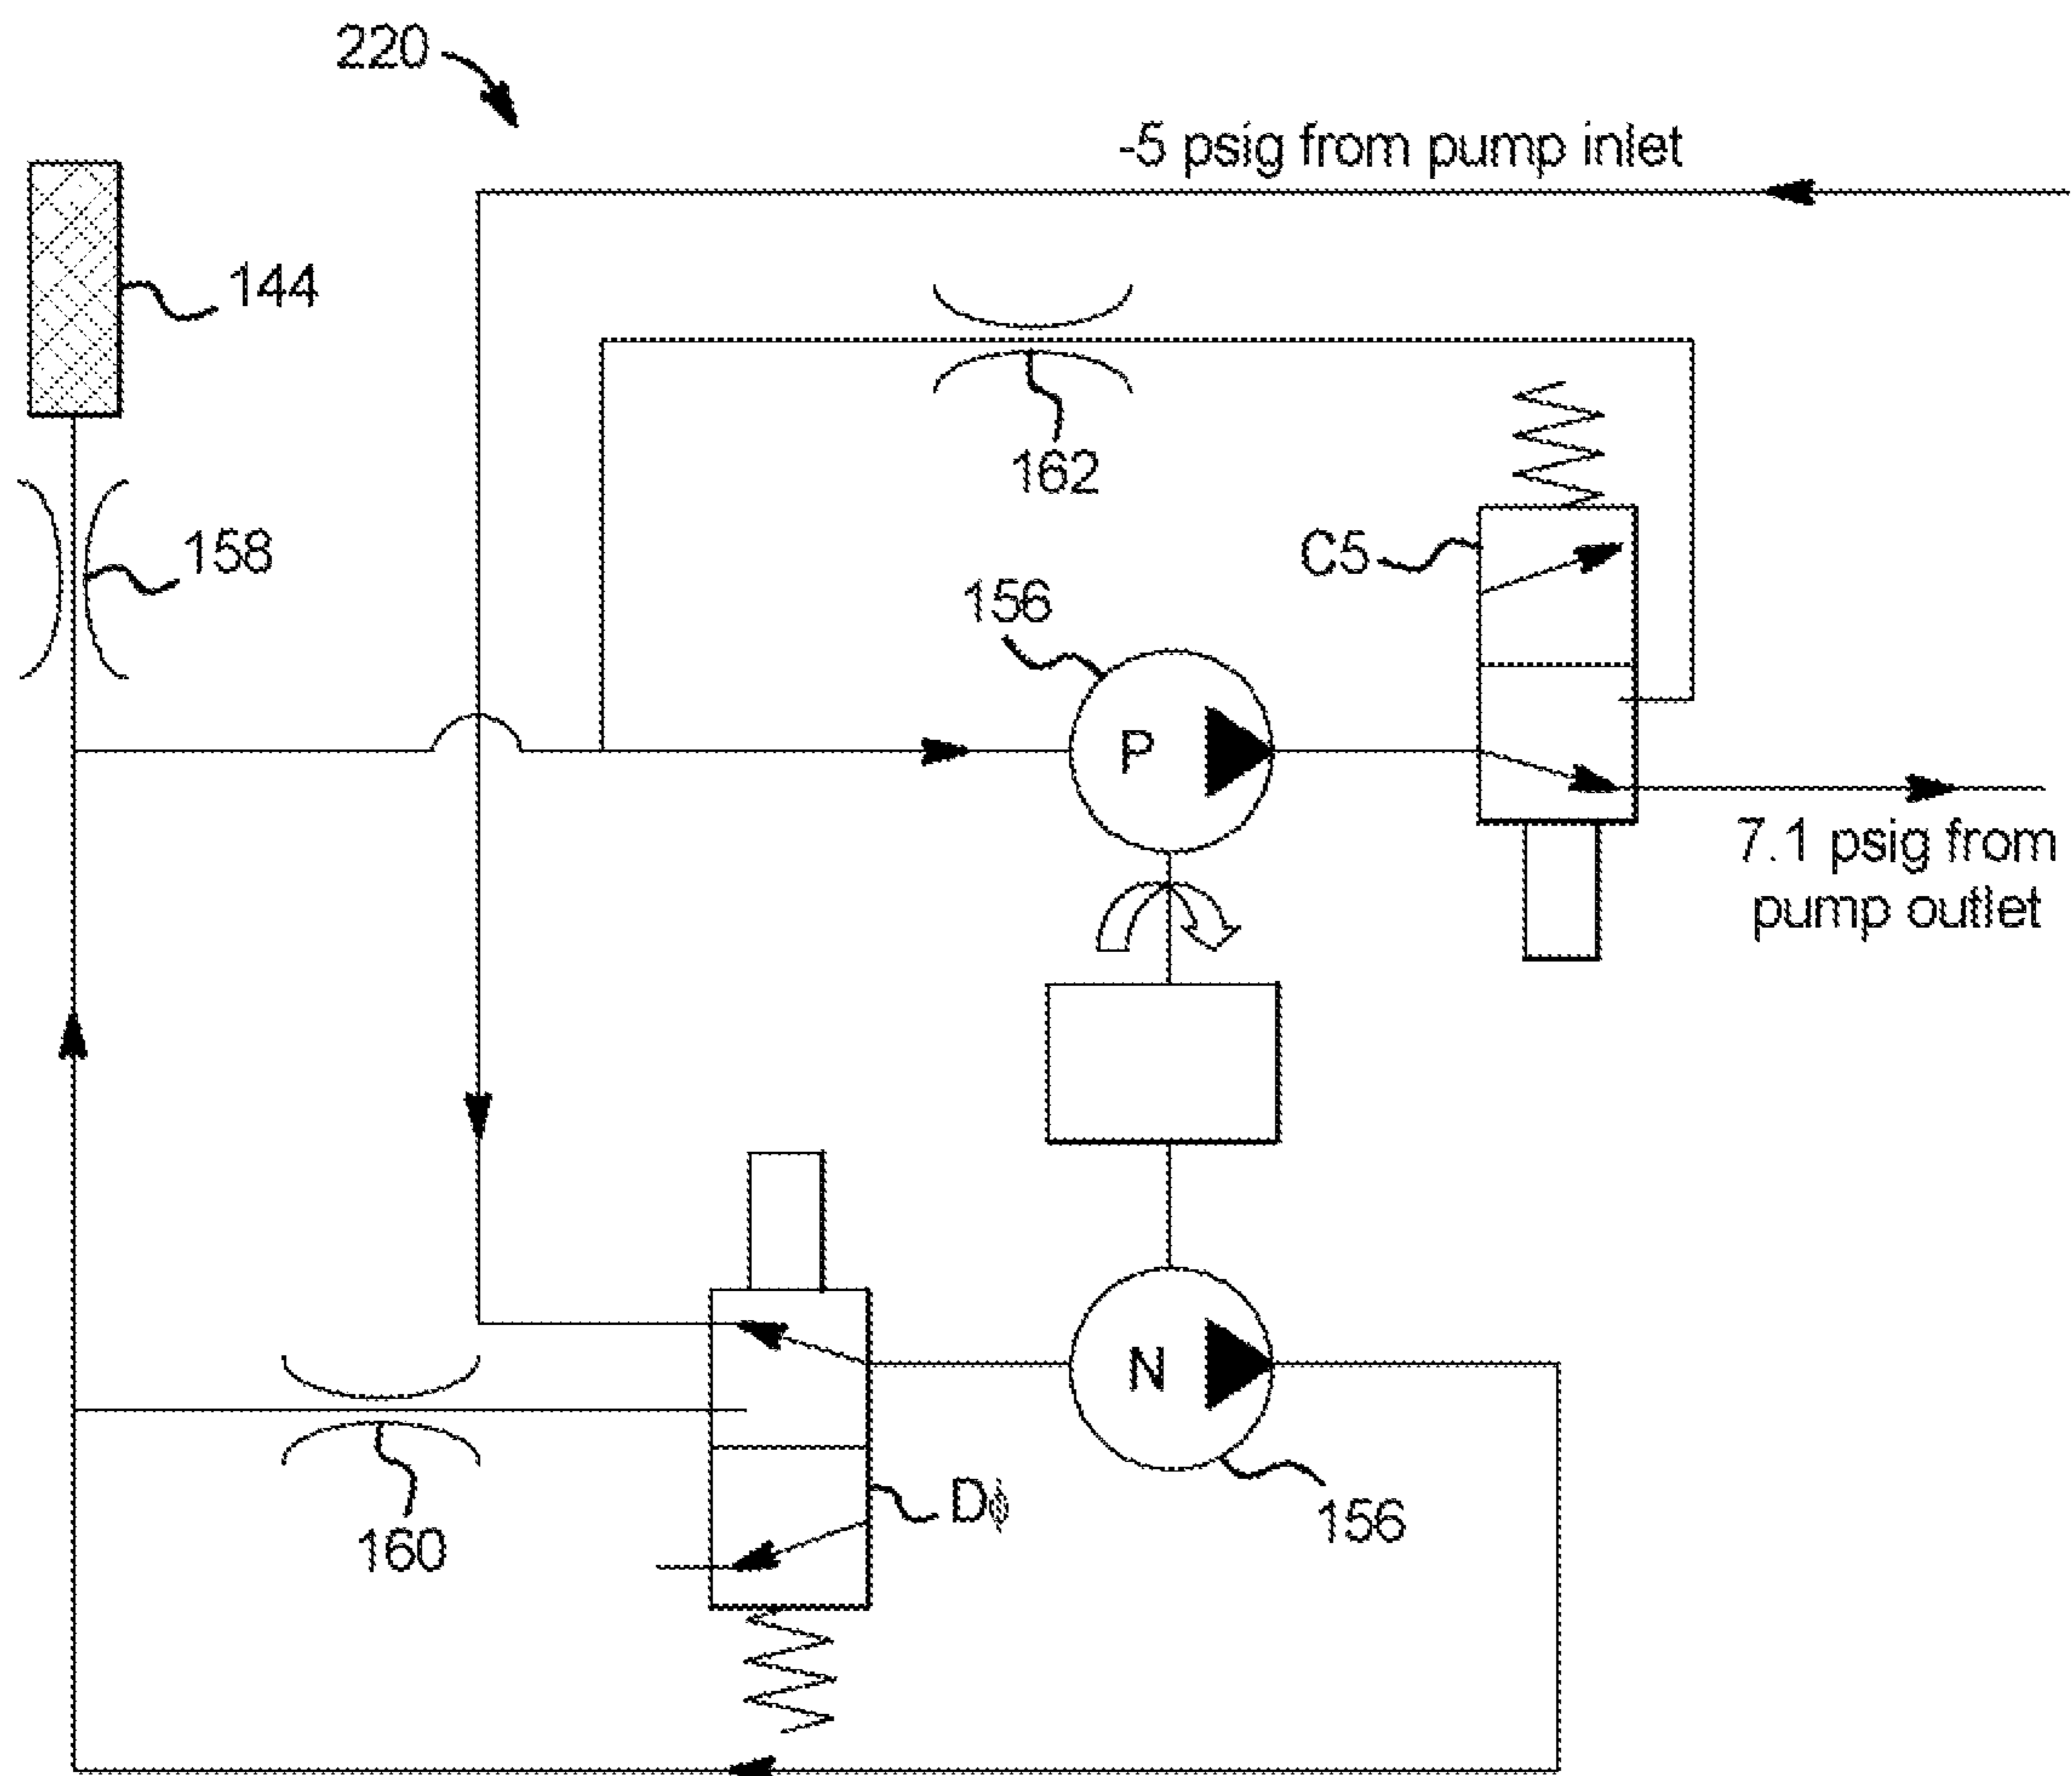 220
-5 psig from pump inlet
144
162
158
C5
156
P
7.1 psig from
pump outlet
N
Dϕ
156
160